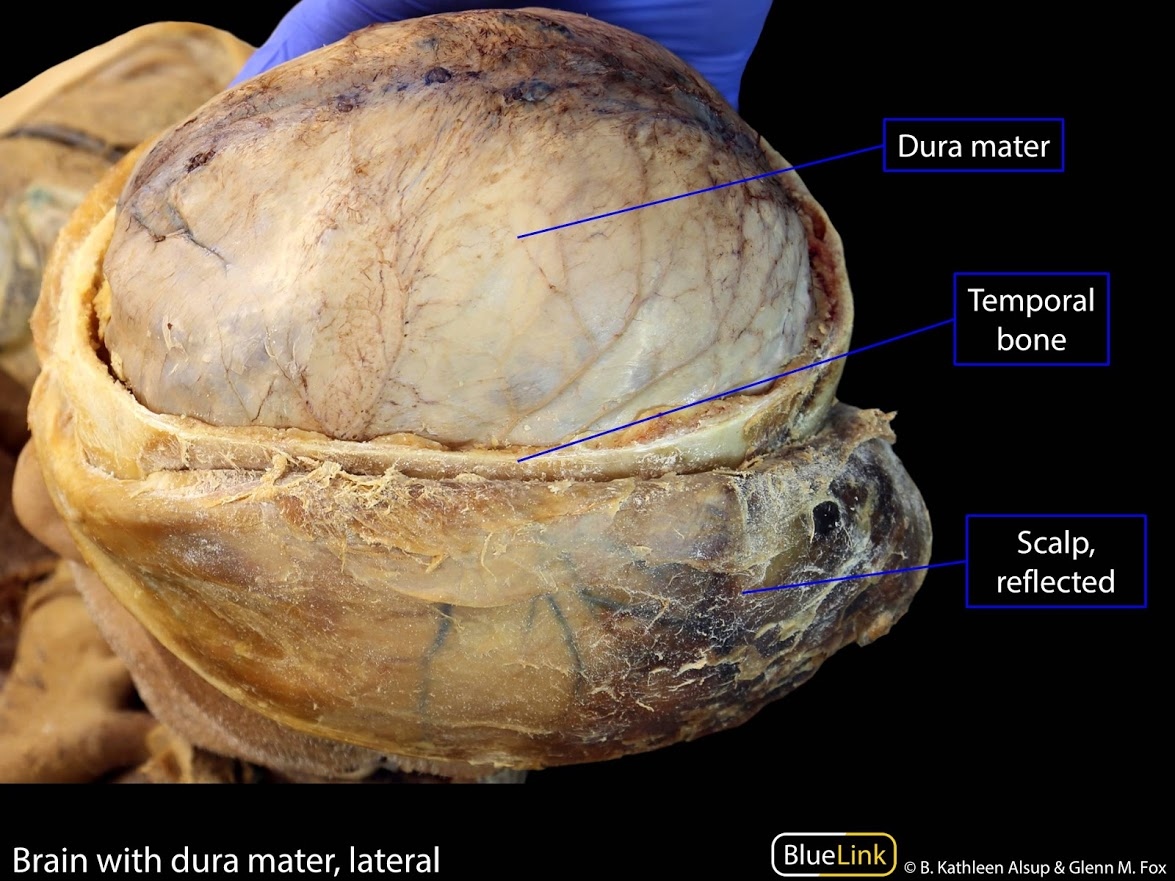 Dura mater
Temporal
bone
Scalp,
reflected
Brain with dura mater, lateral
BlueLink
© B. Kathleen Alsup & Glenn M. Fox